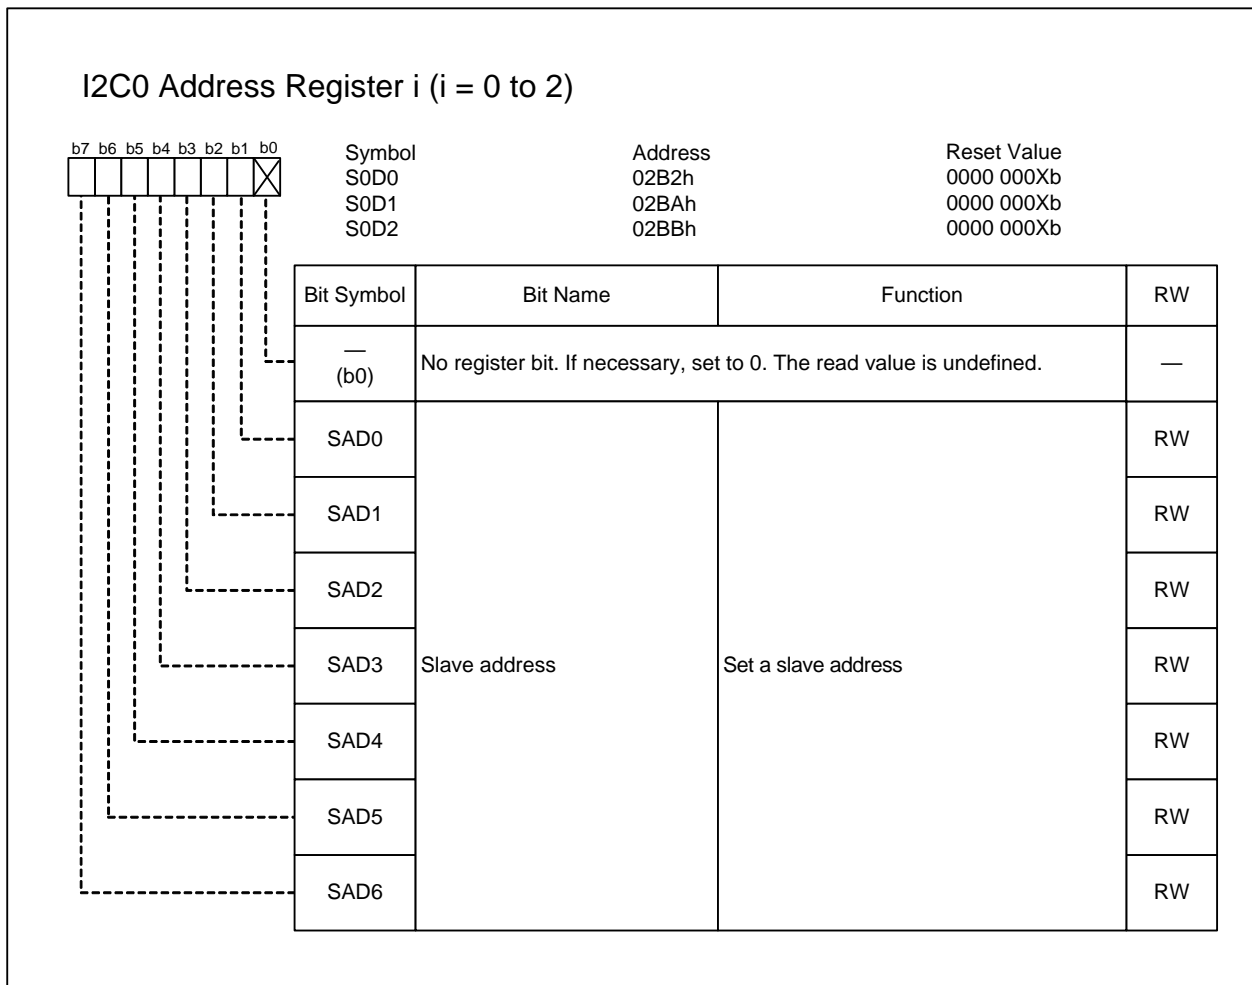 I2C0 Address Register i (i = 0 to 2)
b7 b6 b5 b4 b3 b2 b1 b0
Symbol Address Reset Value
S0D0 02B2h 0000 000Xb
S0D1 02BAh 0000 000Xb
S0D2 02BBh 0000 000Xb
Bit Symbol Bit Name Function RW
—
(b0) No register bit. If necessary, set to 0. The read value is undefined. —
SAD0 RW
SAD1 RW
SAD2 RW
SAD3 Slave address Set a slave address RW
SAD4 RW
SAD5 RW
SAD6 RW